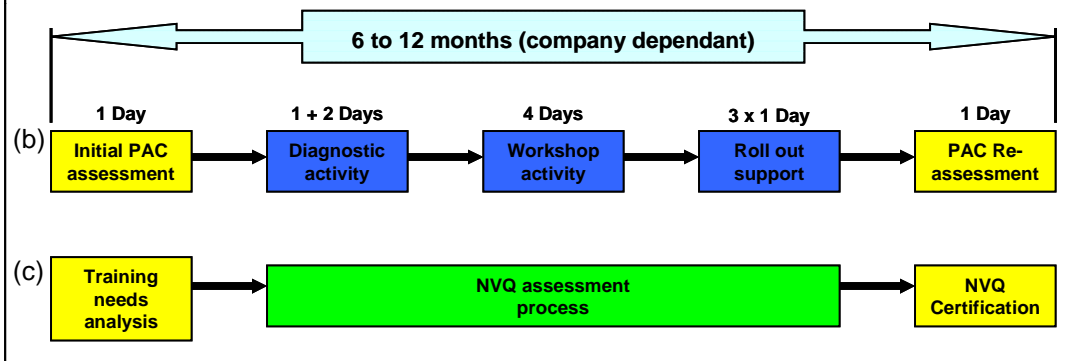 6 to 12 months (company dependant)
1 Day
1 + 2 Days
4 Days
3 x 1 Day
1 Day
(b)
Initial PAC
assessment
Diagnostic
activity
Workshop
activity
Roll out
support
PAC Re-
assessment
(c)
Training
needs
analysis
NVQ assessment
process
NVQ
Certification